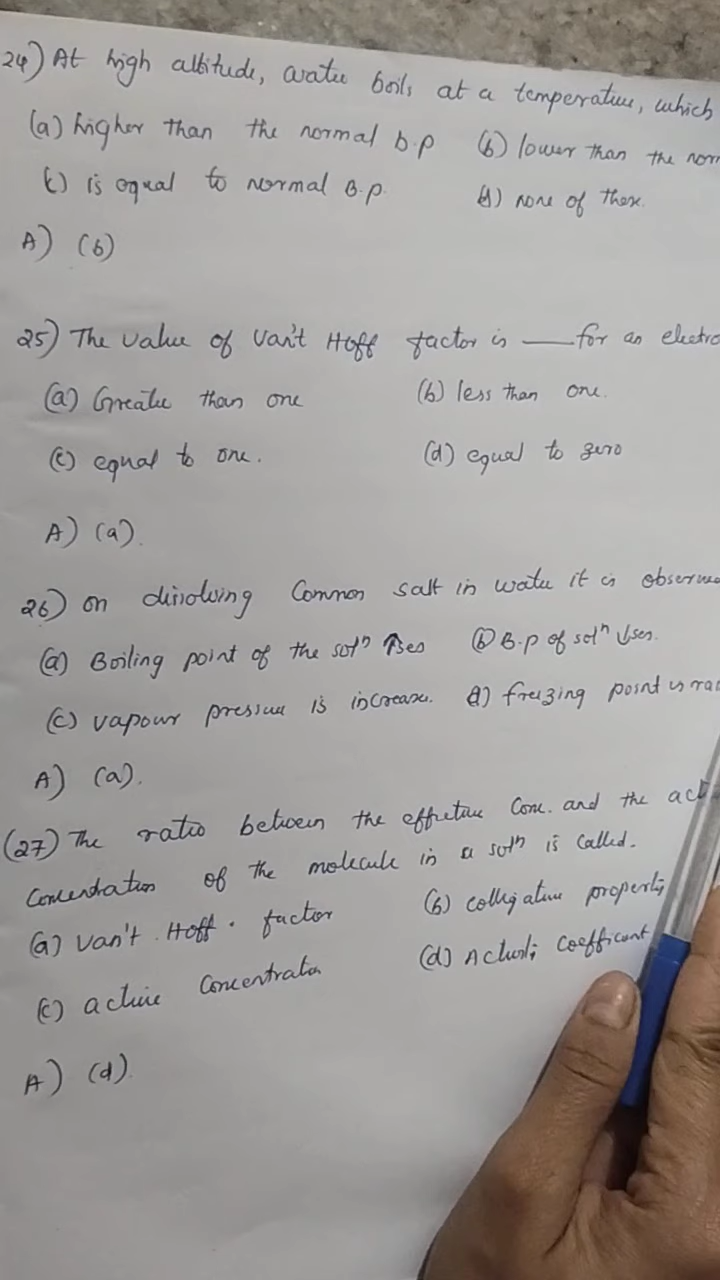 24) At high altitude, water boils at a temperature, which
(a) higher than the normal b.p (b) lower than the norm
(c) is equal to normal B.p. (d) none of these.
A) (b)
25) The value of Van't Hoff factor is ___ for an electro
(a) Greater than one (b) less than one.
(c) equal to one. (d) equal to zero
A) (a).
26) on dissolving Common salt in water it is observed
(a) Boiling point of the solⁿ ↑ses (b) B.p of solⁿ ↓ses.
(c) vapour pressure is increase. (d) freezing point is rai
A) (a).
(27) The ratio between the effective Conc. and the act
Concentration of the molecule in a solⁿ is Called.
(a) Van't Hoff. factor (b) colligative property
(c) active Concentration (d) Activity Coefficient
A) (d)